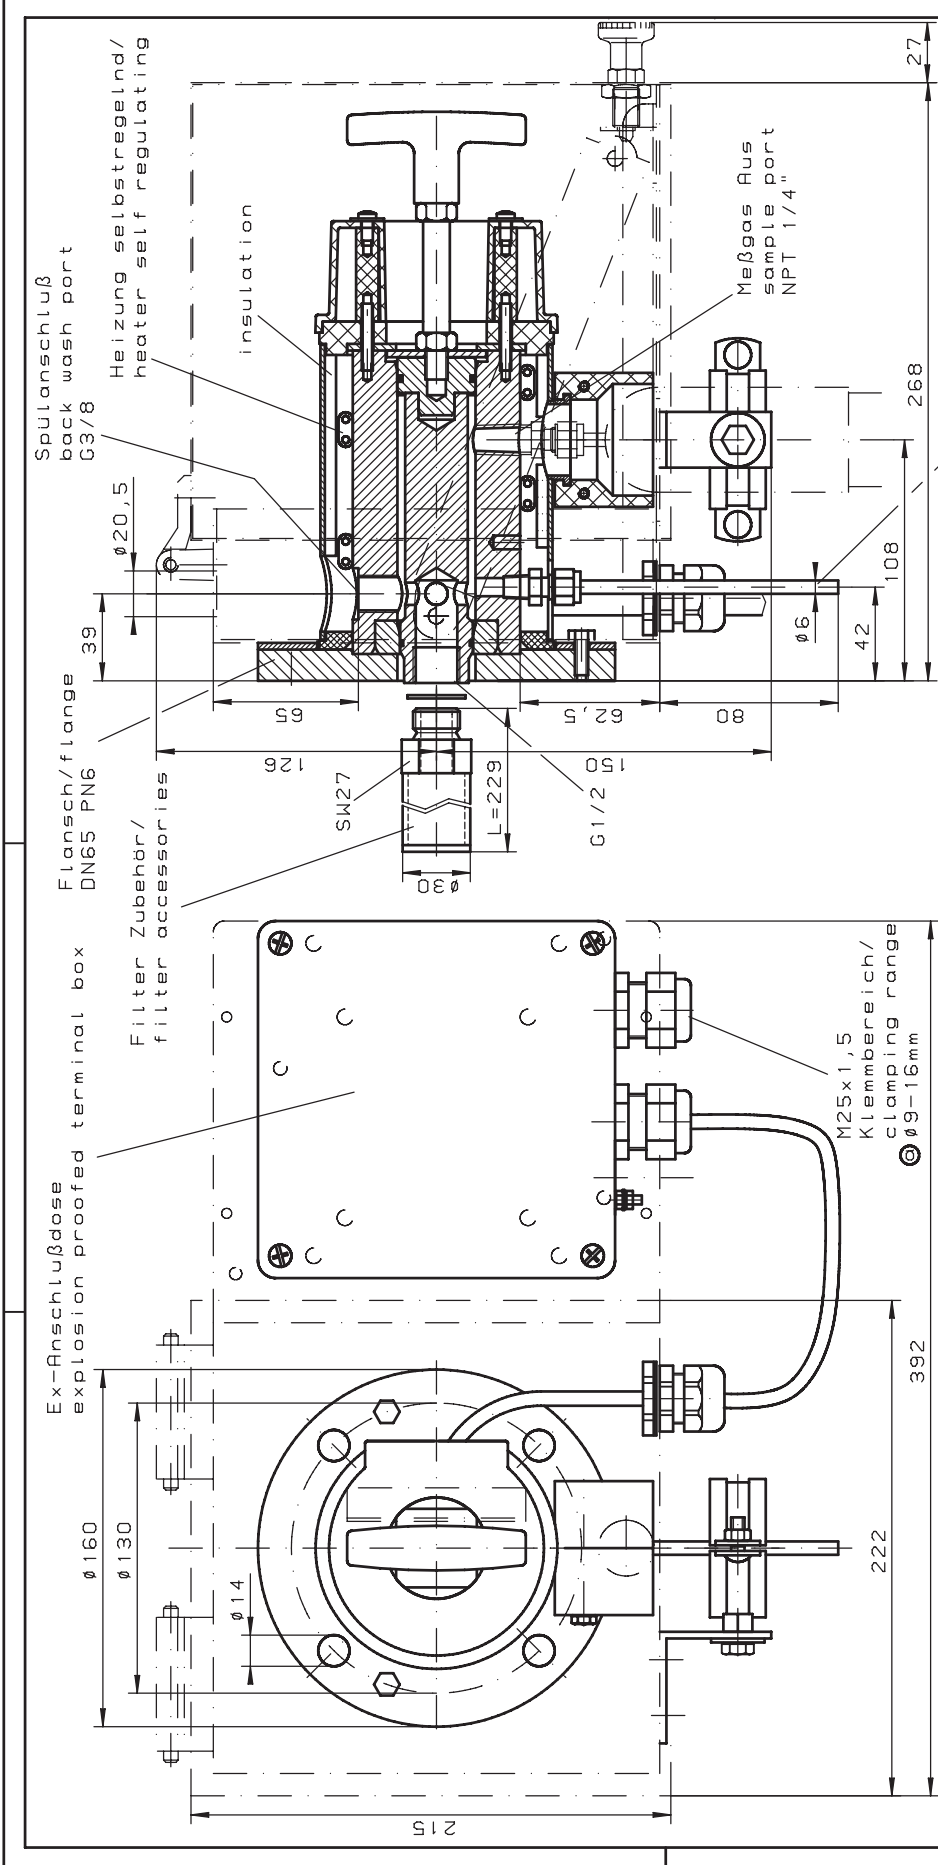 Spülanschluß
back wash port
G3/8
Heizung selbstregelnd/
heater self regulating
insulation
Meßgas Aus
sample port
NPT 1/4"
27
268
108
42
ø6
ø20,5
39
65
126
62,5
150
80
Flansch/flange
DN65 PN6
Filter Zubehör/
filter accessories
SW27
L=229
G1/2
ø30
Ex-Anschlußdose
explosion proofed terminal box
M25x1,5
Klemmbereich/
clamping range
ⓐ ø9-16mm
ø160
ø130
ø14
222
392
215